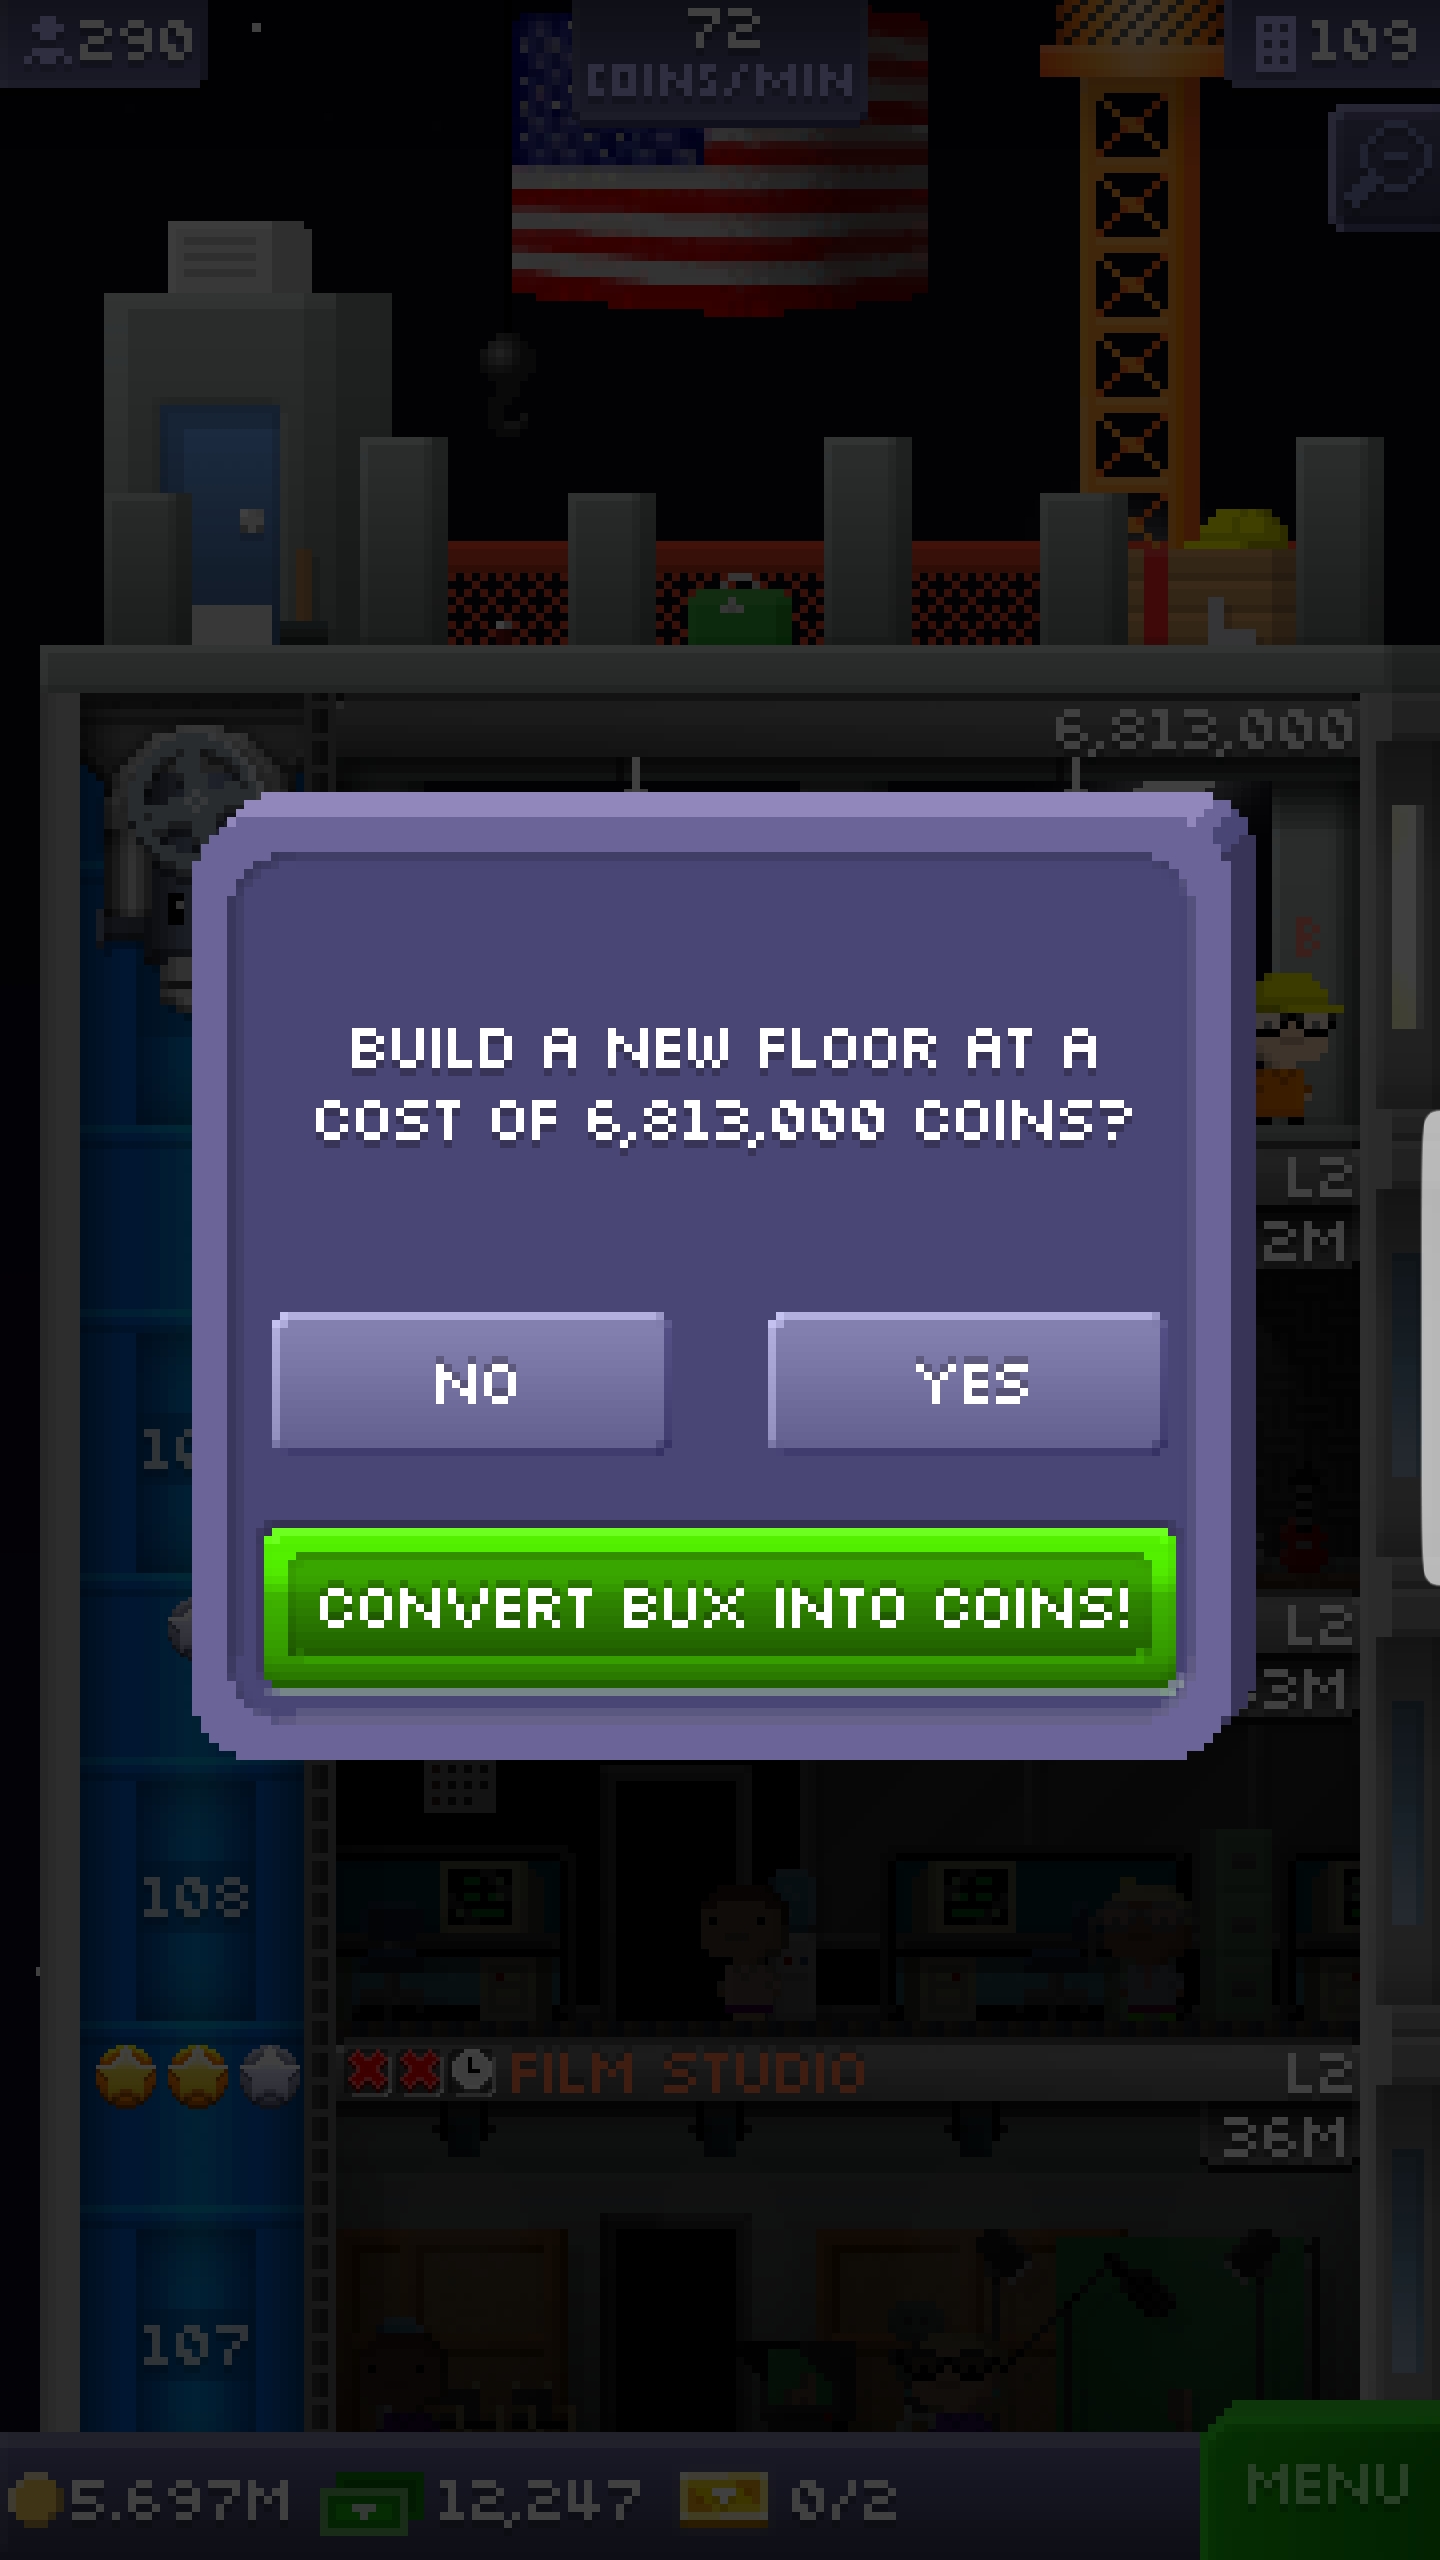 290
72
COINS/MIN
109
6,813,000
B
BUILD A NEW FLOOR AT A
COST OF 6,813,000 COINS?
L2
2M
NO
YES
CONVERT BUX INTO COINS!
L2
3M
108
FILM STUDIO
L2
36M
107
5.697M
12,247
0/2
MENU